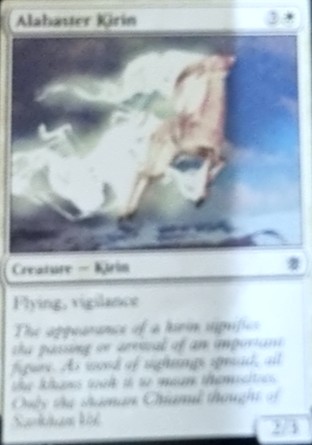 Alabaster Kirin 3
Creature — Kirin
Flying, vigilance
The appearance of a kirin signifies
the passing or arrival of an important
figure. As word of sightings spread, all
the khans took it to mean themselves.
Only the shaman Chianul thought of
Sarkhan Vol.
2/3